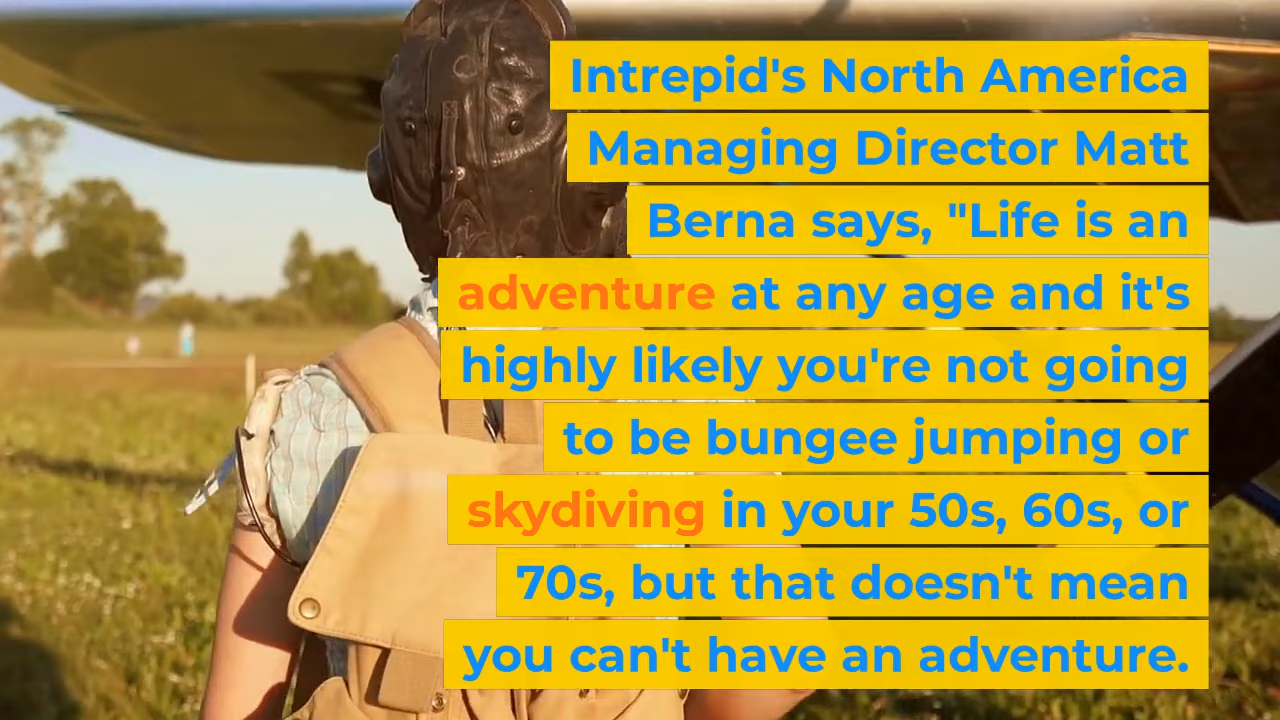 Intrepid's North America
Managing Director Matt
Berna says, "Life is an
adventure at any age and it's
highly likely you're not going
to be bungee jumping or
skydiving in your 50s, 60s, or
70s, but that doesn't mean
you can't have an adventure.